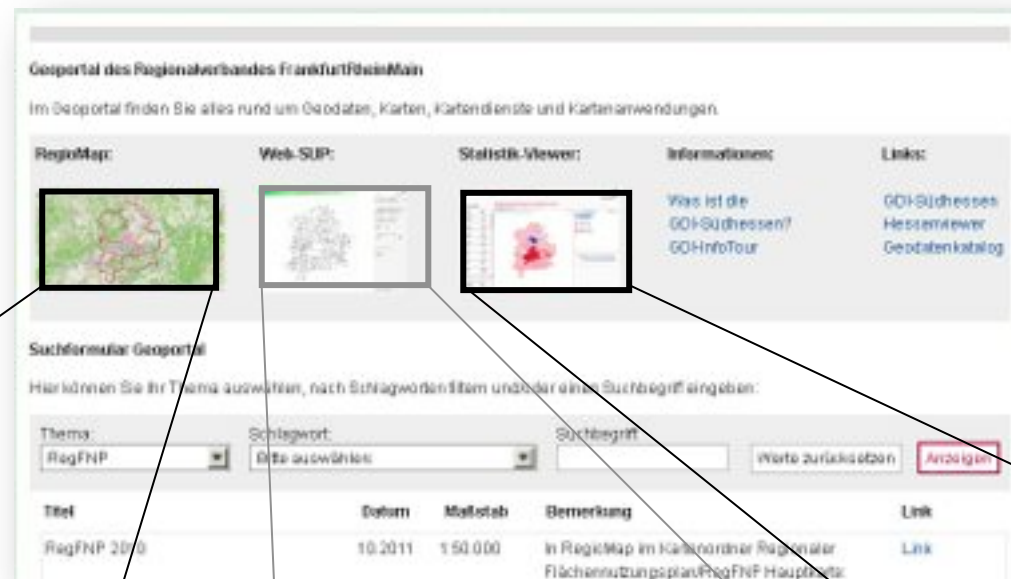 Geoportal des Regionalverbandes FrankfurtRheinMain
Im Geoportal finden Sie alles rund um Geodaten, Karten, Kartendienste und Kartenanwendungen.
RegioMap: Web-SUP: Statistik-Viewer: Informationen: Links:
Was ist die GDI-Südhessen
GDI-Südhessen? Hessenviewer
GDI-InfoTour Geodatenkatalog
Suchformular Geoportal
Hier können Sie Ihr Thema auswählen, nach Schlagworten filtern und/oder einen Suchbegriff eingeben:
Thema: Schlagwort: Suchbegriff
RegFNP Bitte auswählen: Werte zurücksetzen Anzeigen
Titel Datum Maßstab Bemerkung Link
RegFNP 2010 10.2011 1:50.000 In RegioMap im Kartenordner Regionaler Link
Flächennutzungsplan/RegFNP Hauptkarte: